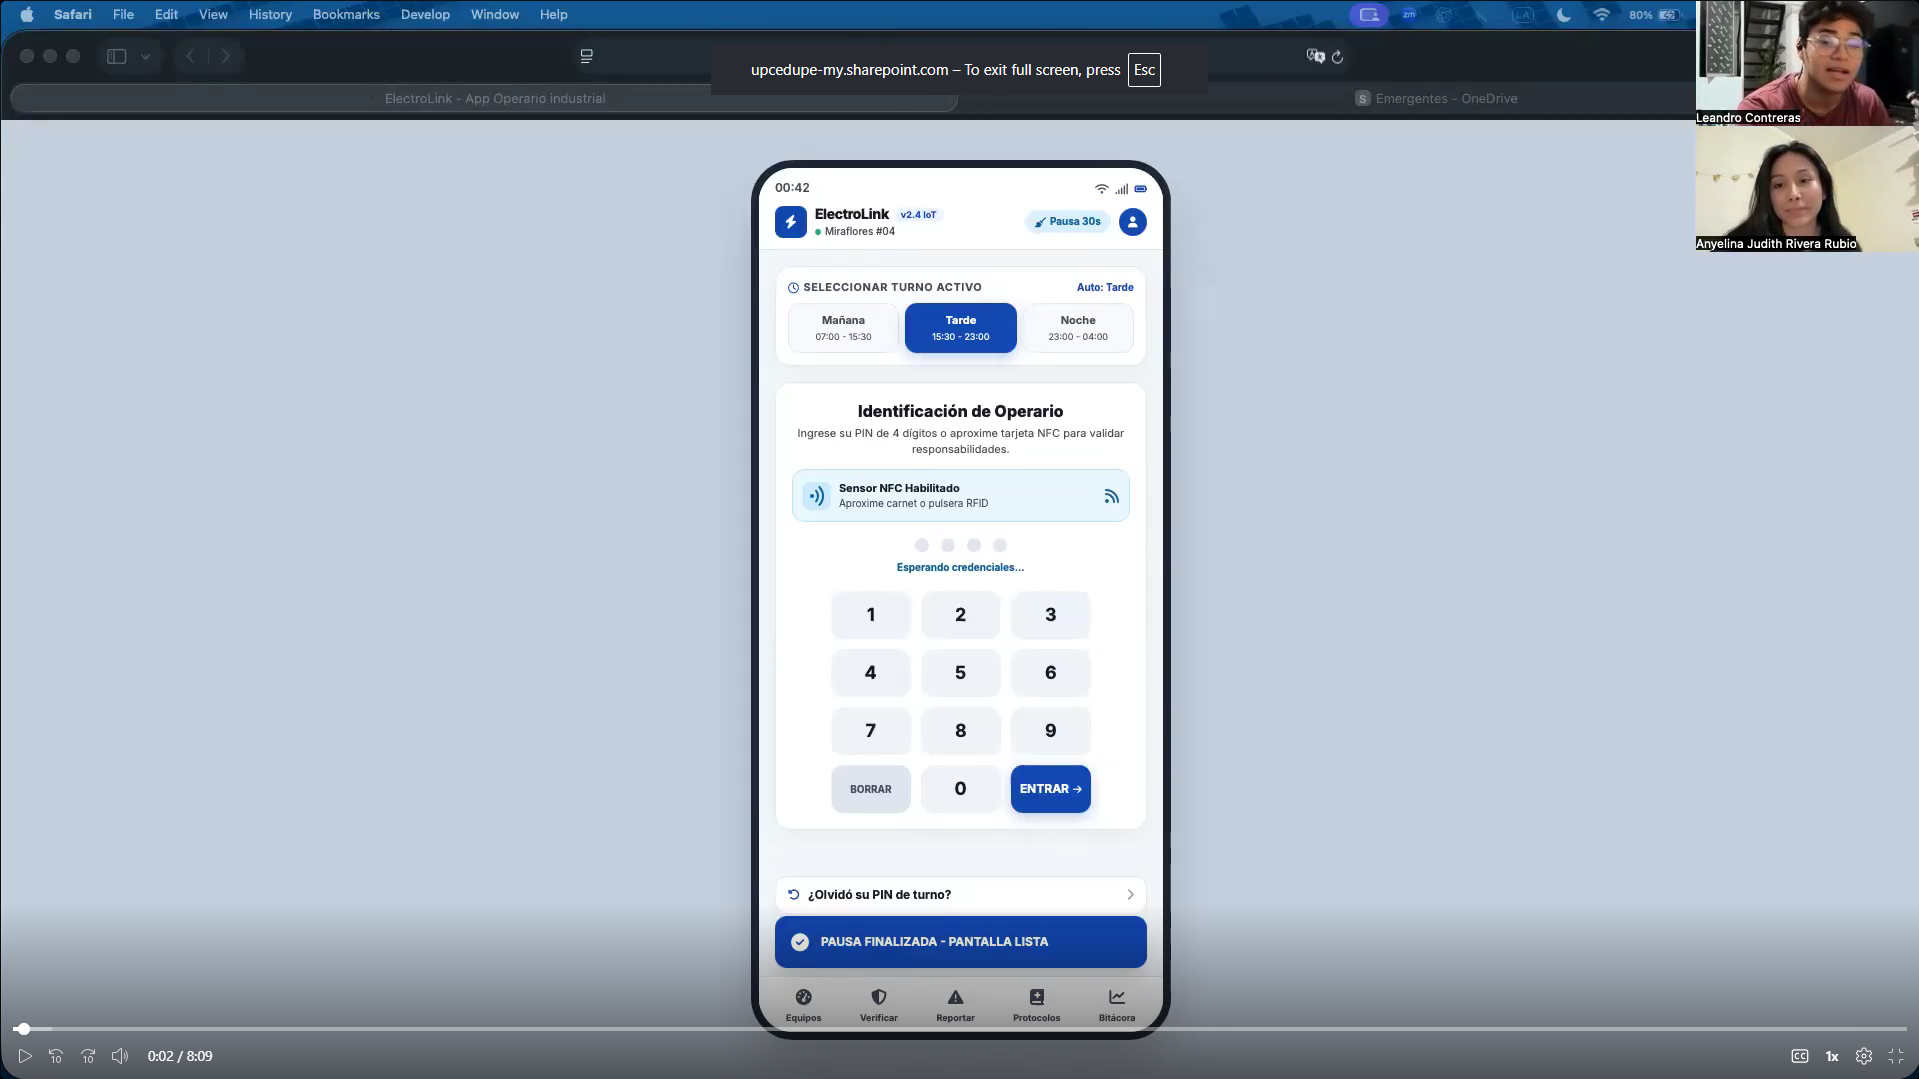 Safari File Edit View History Bookmarks Develop Window Help
zm
LA
80%
upcedupe-my.sharepoint.com – To exit full screen, press Esc
ElectroLink - App Operario industrial
S Emergentes - OneDrive
Leandro Contreras
Anyelina Judith Rivera Rubio
00:42
ElectroLink v2.4 IoT
Miraflores #04
Pausa 30s
SELECCIONAR TURNO ACTIVO
Auto: Tarde
Mañana
07:00 - 15:30
Tarde
15:30 - 23:00
Noche
23:00 - 04:00
Identificación de Operario
Ingrese su PIN de 4 dígitos o aproxime tarjeta NFC para validar
responsabilidades.
Sensor NFC Habilitado
Aproxime carnet o pulsera RFID
Esperando credenciales...
1 2 3
4 5 6
7 8 9
BORRAR 0 ENTRAR →
¿Olvidó su PIN de turno?
PAUSA FINALIZADA - PANTALLA LISTA
Equipos Verificar Reportar Protocolos Bitácora
10 10 0:02 / 8:09
CC 1x